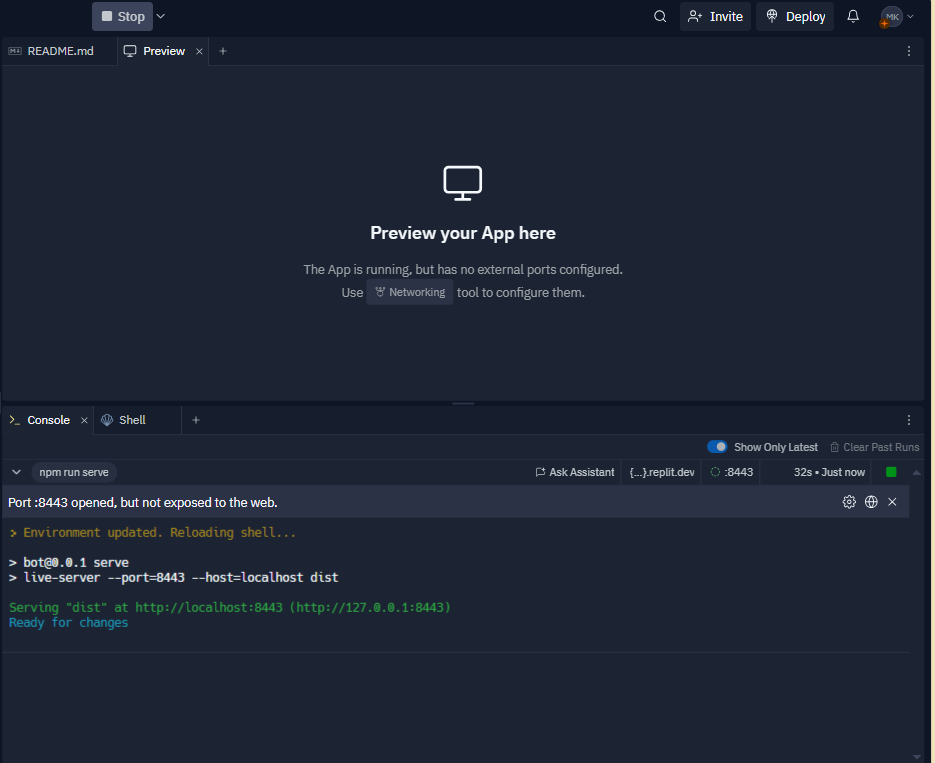 Stop
Invite
Deploy
MK
README.md
Preview
Preview your App here
The App is running, but has no external ports configured.
Use Networking tool to configure them.
Console
Shell
Show Only Latest
Clear Past Runs
npm run serve
Ask Assistant
{...}.replit.dev
:8443
32s • Just now
Port :8443 opened, but not exposed to the web.
> Environment updated. Reloading shell...
> bot@0.0.1 serve
> live-server --port=8443 --host=localhost dist
Serving "dist" at http://localhost:8443 (http://127.0.0.1:8443)
Ready for changes